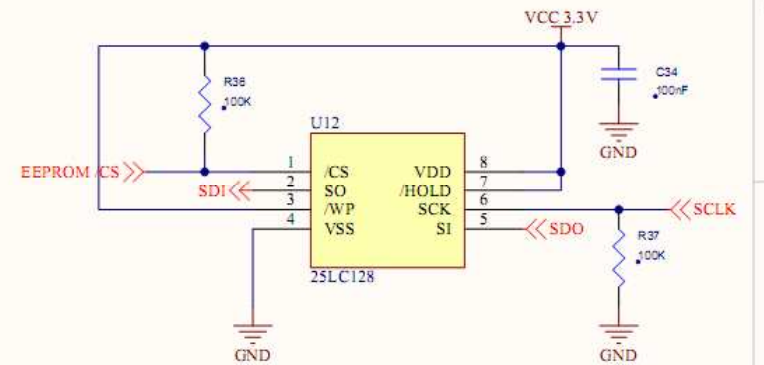 VCC 3.3V
R36
100K
C34
100nF
GND
U12
EEPROM /CS
1
/CS
VDD
8
SDI
2
SO
/HOLD
7
3
/WP
SCK
6
SCLK
4
VSS
SI
5
SDO
R37
100K
25LC128
GND
GND